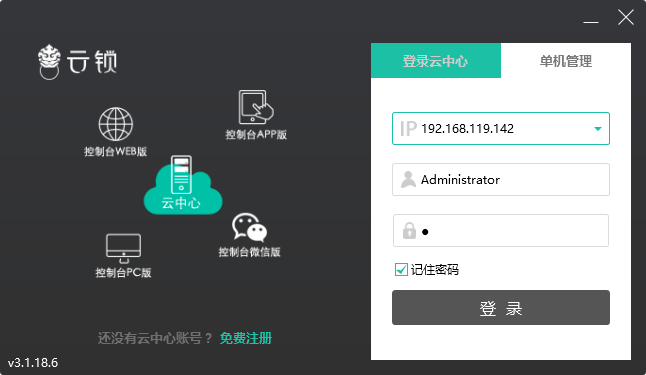 云锁
控制台WEB版
控制台APP版
云中心
控制台微信版
控制台PC版
还没有云中心账号？ 免费注册
v3.1.18.6
登录云中心 单机管理
IP 192.168.119.142
Administrator
●
记住密码
登 录